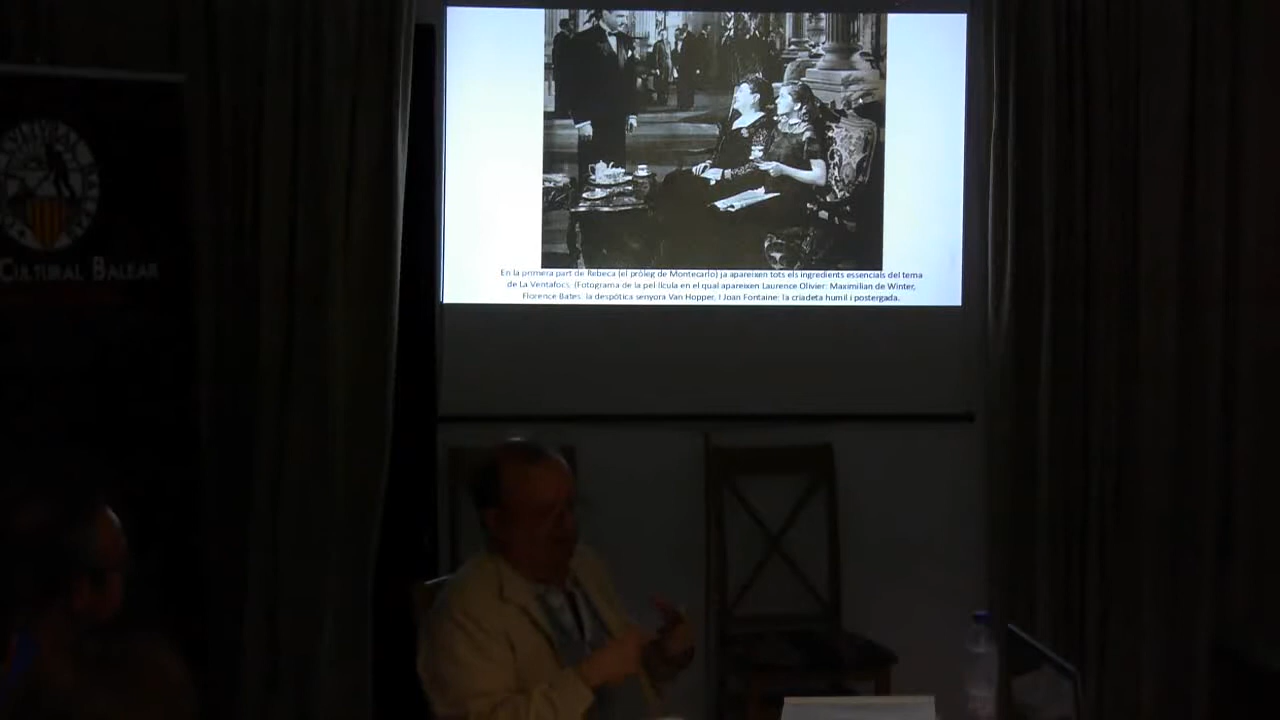 En la primera part de Rebeca (el pròleg de Montecarlo) ja apareixen tots els ingredients essencials del tema
de La Ventafocs. (Fotograma de la pel·lícula en el qual apareixen Laurence Olivier: Maximilian de Winter,
Florence Bates: la despòtica senyora Van Hopper, I Joan Fontaine: la criadeta humil i postergada.
CULTURAL BALEAR